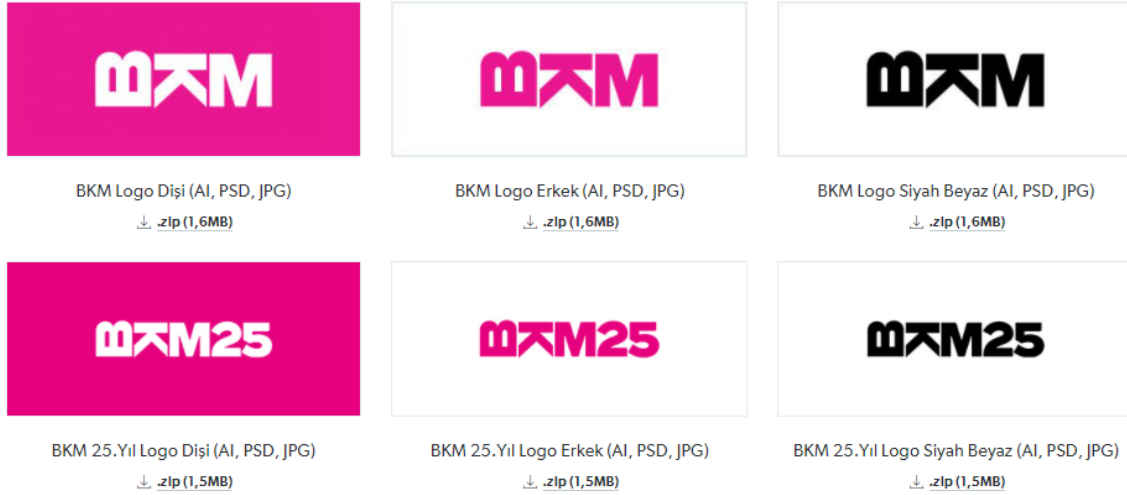 BKM
BKM
BKM
BKM Logo Dişi (AI, PSD, JPG)
BKM Logo Erkek (AI, PSD, JPG)
BKM Logo Siyah Beyaz (AI, PSD, JPG)
.zip (1,6MB)
.zip (1,6MB)
.zip (1,6MB)
BKM25
BKM25
BKM25
BKM 25.Yıl Logo Dişi (AI, PSD, JPG)
BKM 25.Yıl Logo Erkek (AI, PSD, JPG)
BKM 25.Yıl Logo Siyah Beyaz (AI, PSD, JPG)
.zip (1,5MB)
.zip (1,5MB)
.zip (1,5MB)